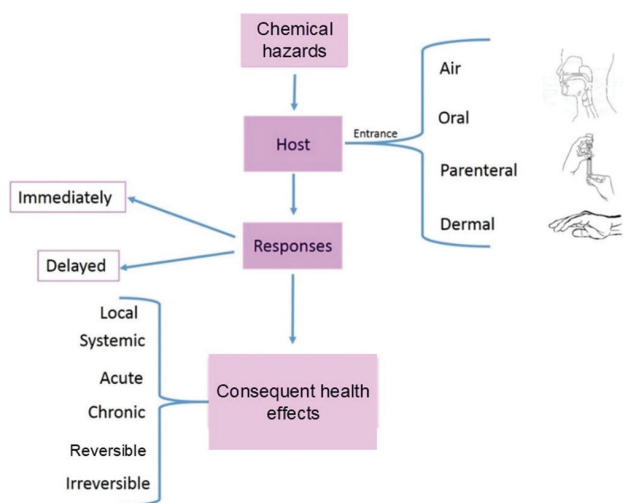 Chemical
hazards
Host
Entrance
Air
Oral
Parenteral
Dermal
Responses
Immediately
Delayed
Consequent health
effects
Local
Systemic
Acute
Chronic
Reversible
Irreversible